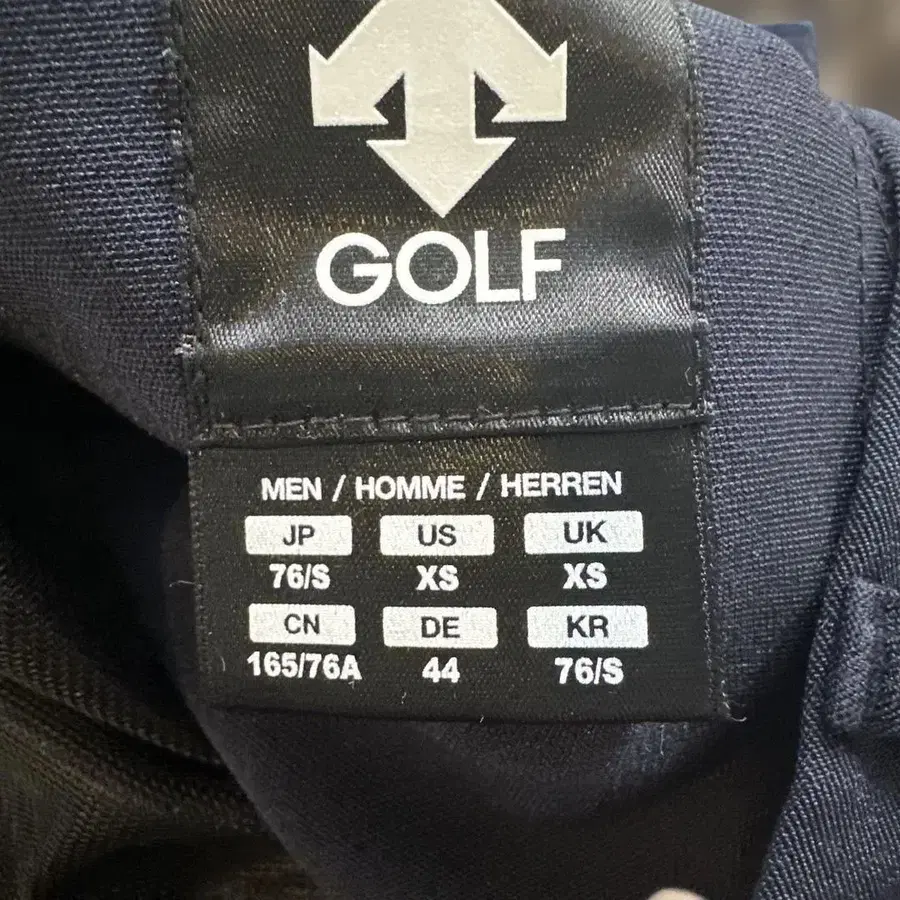 GOLF
MEN / HOMME / HERREN
JP US UK
76/S XS XS
CN DE KR
165/76A 44 76/S